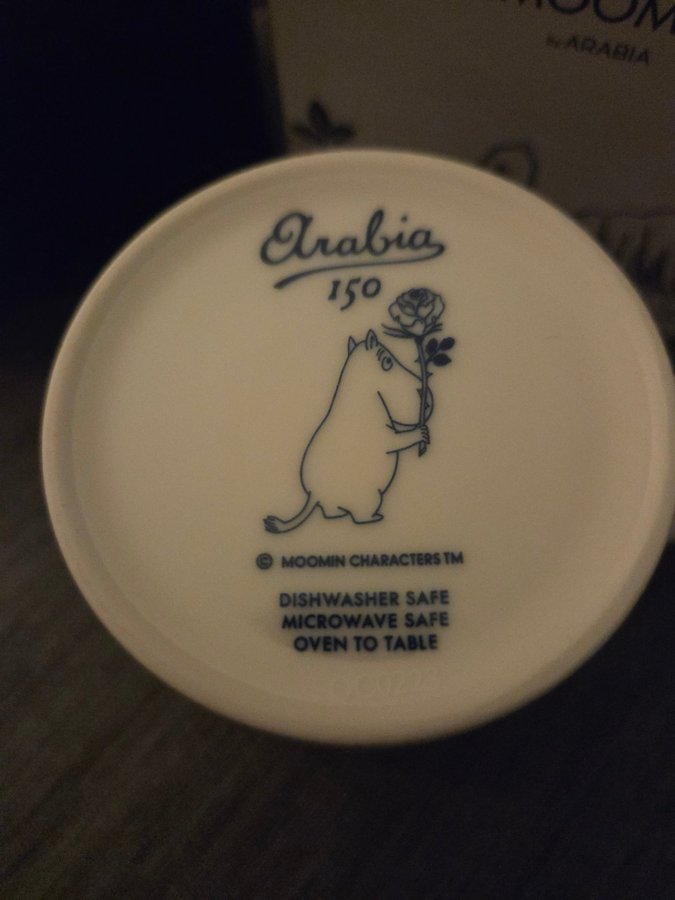 MOOM
by ARABIA
Arabia
150
© MOOMIN CHARACTERS TM
DISHWASHER SAFE
MICROWAVE SAFE
OVEN TO TABLE